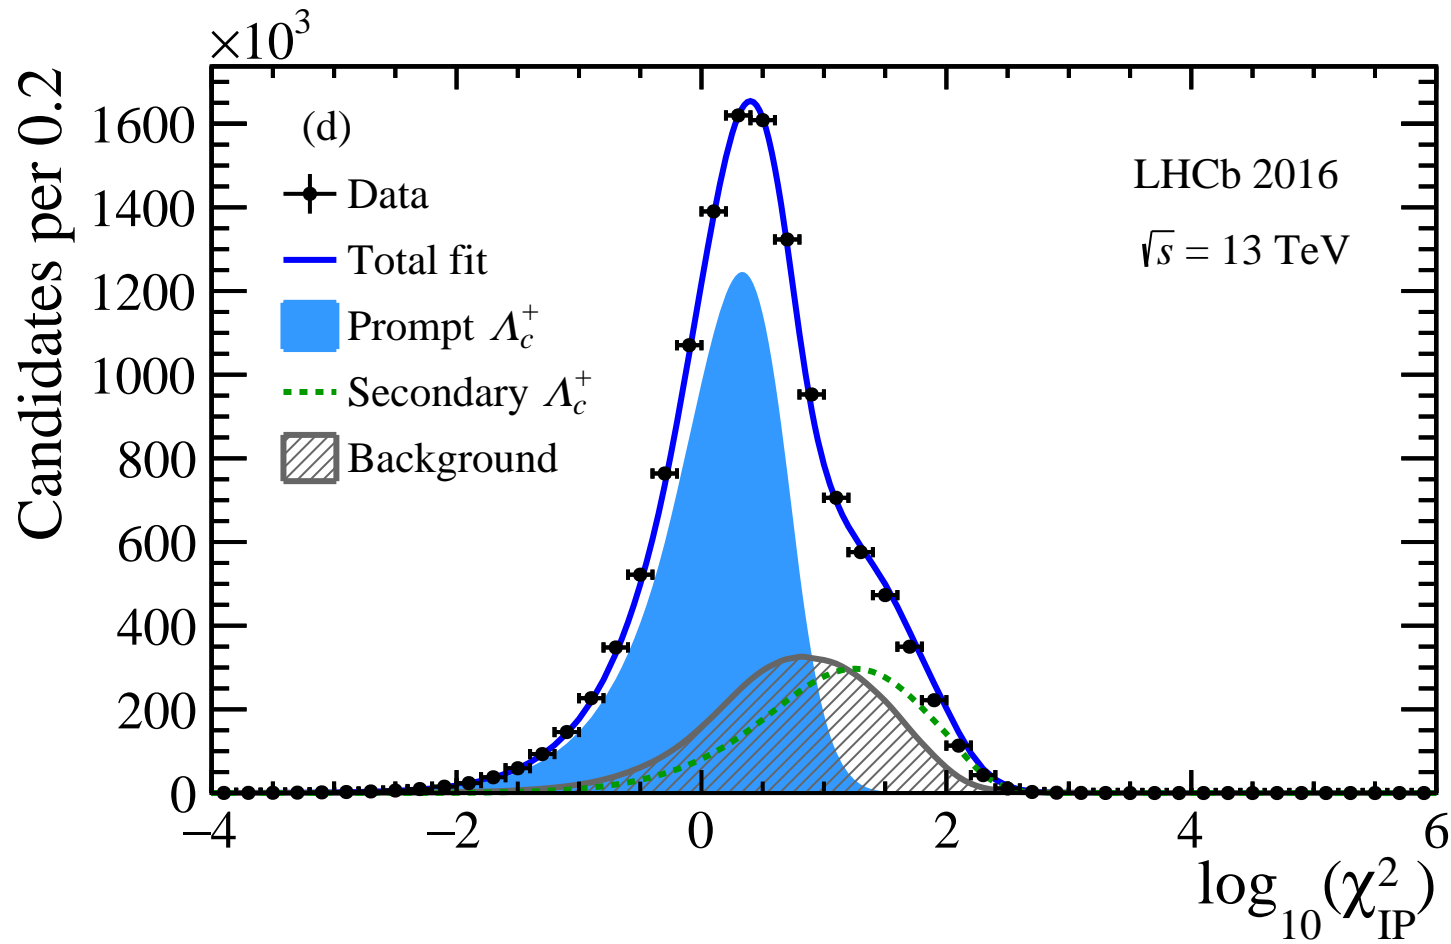 ×10³
Candidates per 0.2
1600
1400
1200
1000
800
600
400
200
0
(d)
Data
Total fit
Prompt Λc+
Secondary Λc+
Background
LHCb 2016
√s = 13 TeV
−4 −2 0 2 4 6
log10(χ²IP)